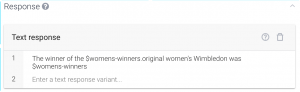 Response
Text response
1 The winner of the $womens-winners.original women's Wimbledon was
$womens-winners
2 Enter a text response variant...